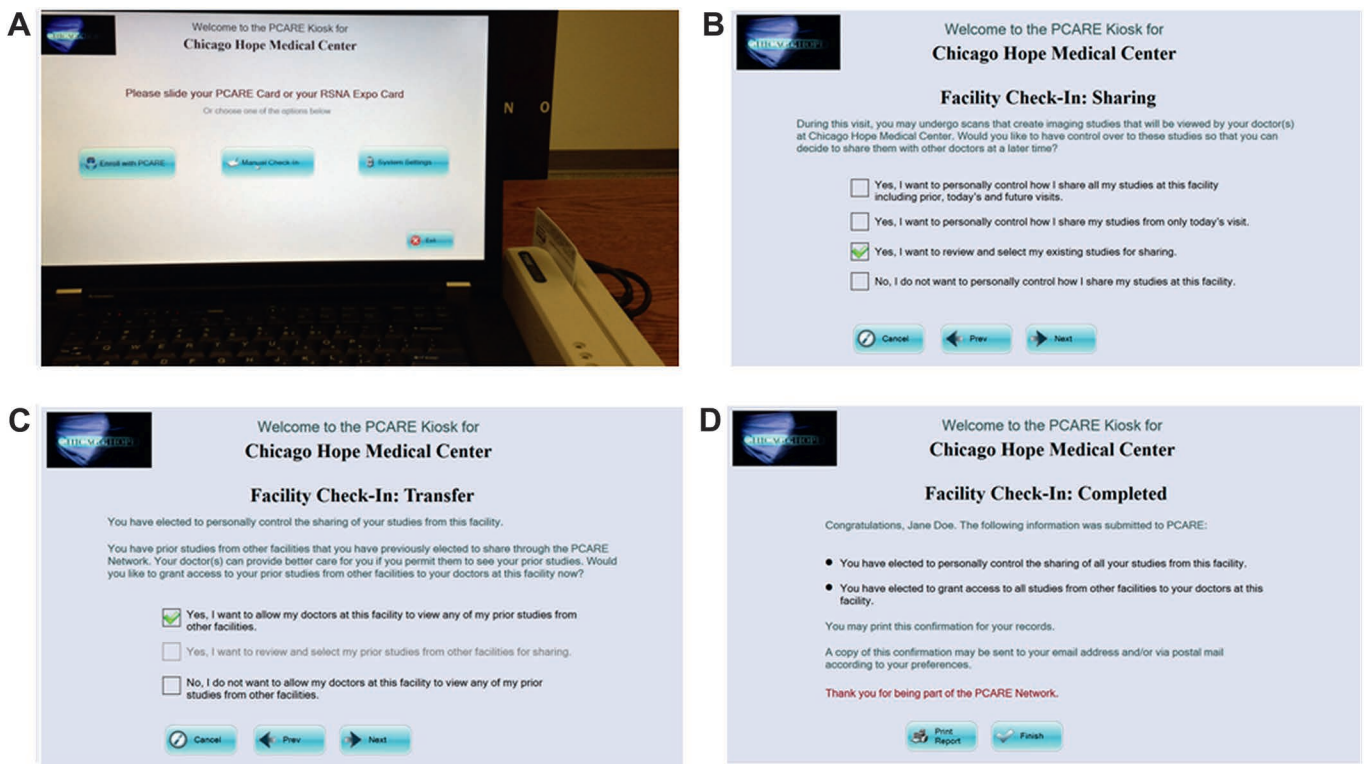 A
Welcome to the PCARE Kiosk for
Chicago Hope Medical Center
Please slide your PCARE Card or your RSNA Expo Card
Or choose one of the options below
Enroll with PCARE
Manual Check-In
System Settings
Exit
N O
B
CHICAGO HOPE
Welcome to the PCARE Kiosk for
Chicago Hope Medical Center
Facility Check-In: Sharing
During this visit, you may undergo scans that create imaging studies that will be viewed by your doctor(s)
at Chicago Hope Medical Center. Would you like to have control over to these studies so that you can
decide to share them with other doctors at a later time?
Yes, I want to personally control how I share all my studies at this facility
including prior, today's and future visits.
Yes, I want to personally control how I share my studies from only today's visit.
Yes, I want to review and select my existing studies for sharing.
No, I do not want to personally control how I share my studies at this facility.
Cancel
Prev
Next
C
CHICAGO HOPE
Welcome to the PCARE Kiosk for
Chicago Hope Medical Center
Facility Check-In: Transfer
You have elected to personally control the sharing of your studies from this facility.
You have prior studies from other facilities that you have previously elected to share through the PCARE
Network. Your doctor(s) can provide better care for you if you permit them to see your prior studies. Would
you like to grant access to your prior studies from other facilities to your doctors at this facility now?
Yes, I want to allow my doctors at this facility to view any of my prior studies from
other facilities.
Yes, I want to review and select my prior studies from other facilities for sharing.
No, I do not want to allow my doctors at this facility to view any of my prior
studies from other facilities.
Cancel
Prev
Next
D
CHICAGO HOPE
Welcome to the PCARE Kiosk for
Chicago Hope Medical Center
Facility Check-In: Completed
Congratulations, Jane Doe. The following information was submitted to PCARE:
• You have elected to personally control the sharing of all your studies from this facility.
• You have elected to grant access to all studies from other facilities to your doctors at this
facility.
You may print this confirmation for your records.
A copy of this confirmation may be sent to your email address and/or via postal mail
according to your preferences.
Thank you for being part of the PCARE Network.
Print
Report
Finish